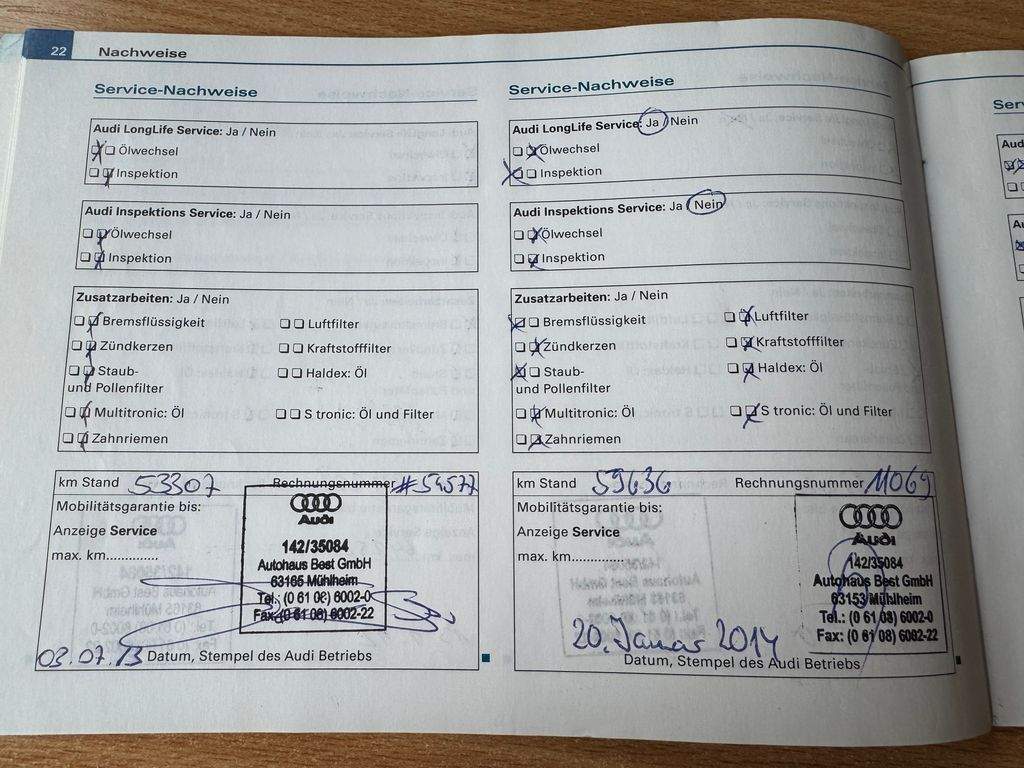 22 Nachweise
Service-Nachweise
Audi LongLife Service: Ja / Nein
Ölwechsel
Inspektion
Audi Inspektions Service: Ja / Nein
Ölwechsel
Inspektion
Zusatzarbeiten: Ja / Nein
Bremsflüssigkeit Luftfilter
Zündkerzen Kraftstofffilter
Staub- Haldex: Öl
und Pollenfilter
Multitronic: Öl S tronic: Öl und Filter
Zahnriemen
km Stand 53307 Rechnungsnummer #54577
Mobilitätsgarantie bis:
Anzeige Service
max. km..............
Audi
142/35084
Autohaus Best GmbH
63165 Mühlheim
Tel.: (0 61 08) 6002-0
Fax: (0 61 08) 6002-22
03.07.13 Datum, Stempel des Audi Betriebs
Service-Nachweise
Audi LongLife Service: Ja / Nein
Ölwechsel
Inspektion
Audi Inspektions Service: Ja / Nein
Ölwechsel
Inspektion
Zusatzarbeiten: Ja / Nein
Bremsflüssigkeit Luftfilter
Zündkerzen Kraftstofffilter
Staub- Haldex: Öl
und Pollenfilter
Multitronic: Öl S tronic: Öl und Filter
Zahnriemen
km Stand 59636 Rechnungsnummer 11069
Mobilitätsgarantie bis:
Anzeige Service
max. km..............
Audi
142/35084
Autohaus Best GmbH
63153 Mühlheim
Tel.: (0 61 08) 6002-0
Fax: (0 61 08) 6002-22
20. Januar 2014
Datum, Stempel des Audi Betriebs